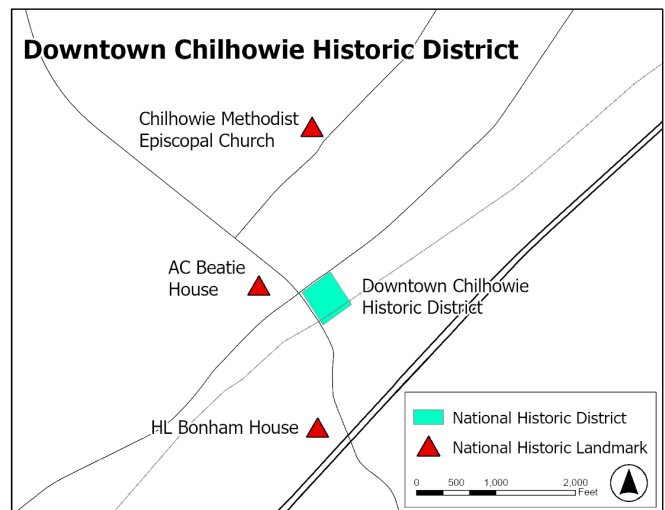 Downtown Chilhowie Historic District
Chilhowie Methodist
Episcopal Church
AC Beatie
House
Downtown Chilhowie
Historic District
HL Bonham House
National Historic District
National Historic Landmark
0 500 1,000 2,000
Feet